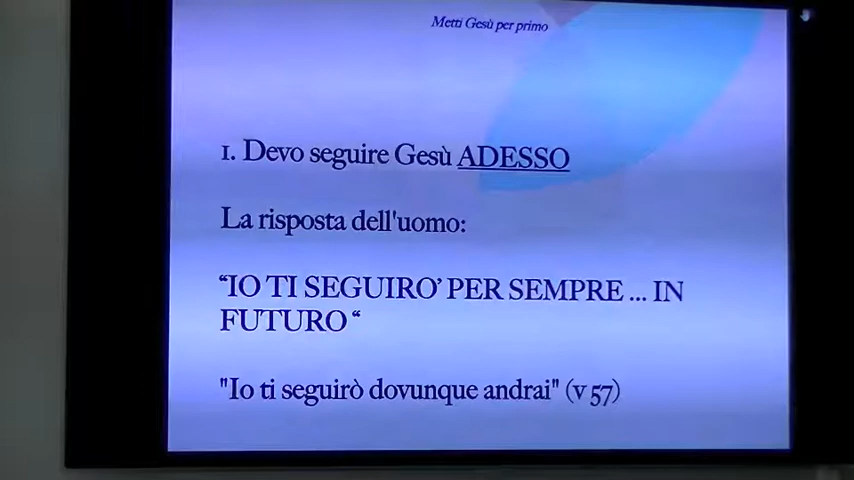 Metti Gesù per primo
1. Devo seguire Gesù ADESSO
La risposta dell'uomo:
“IO TI SEGUIRO’ PER SEMPRE ... IN
FUTURO “
"Io ti seguirò dovunque andrai" (v 57)